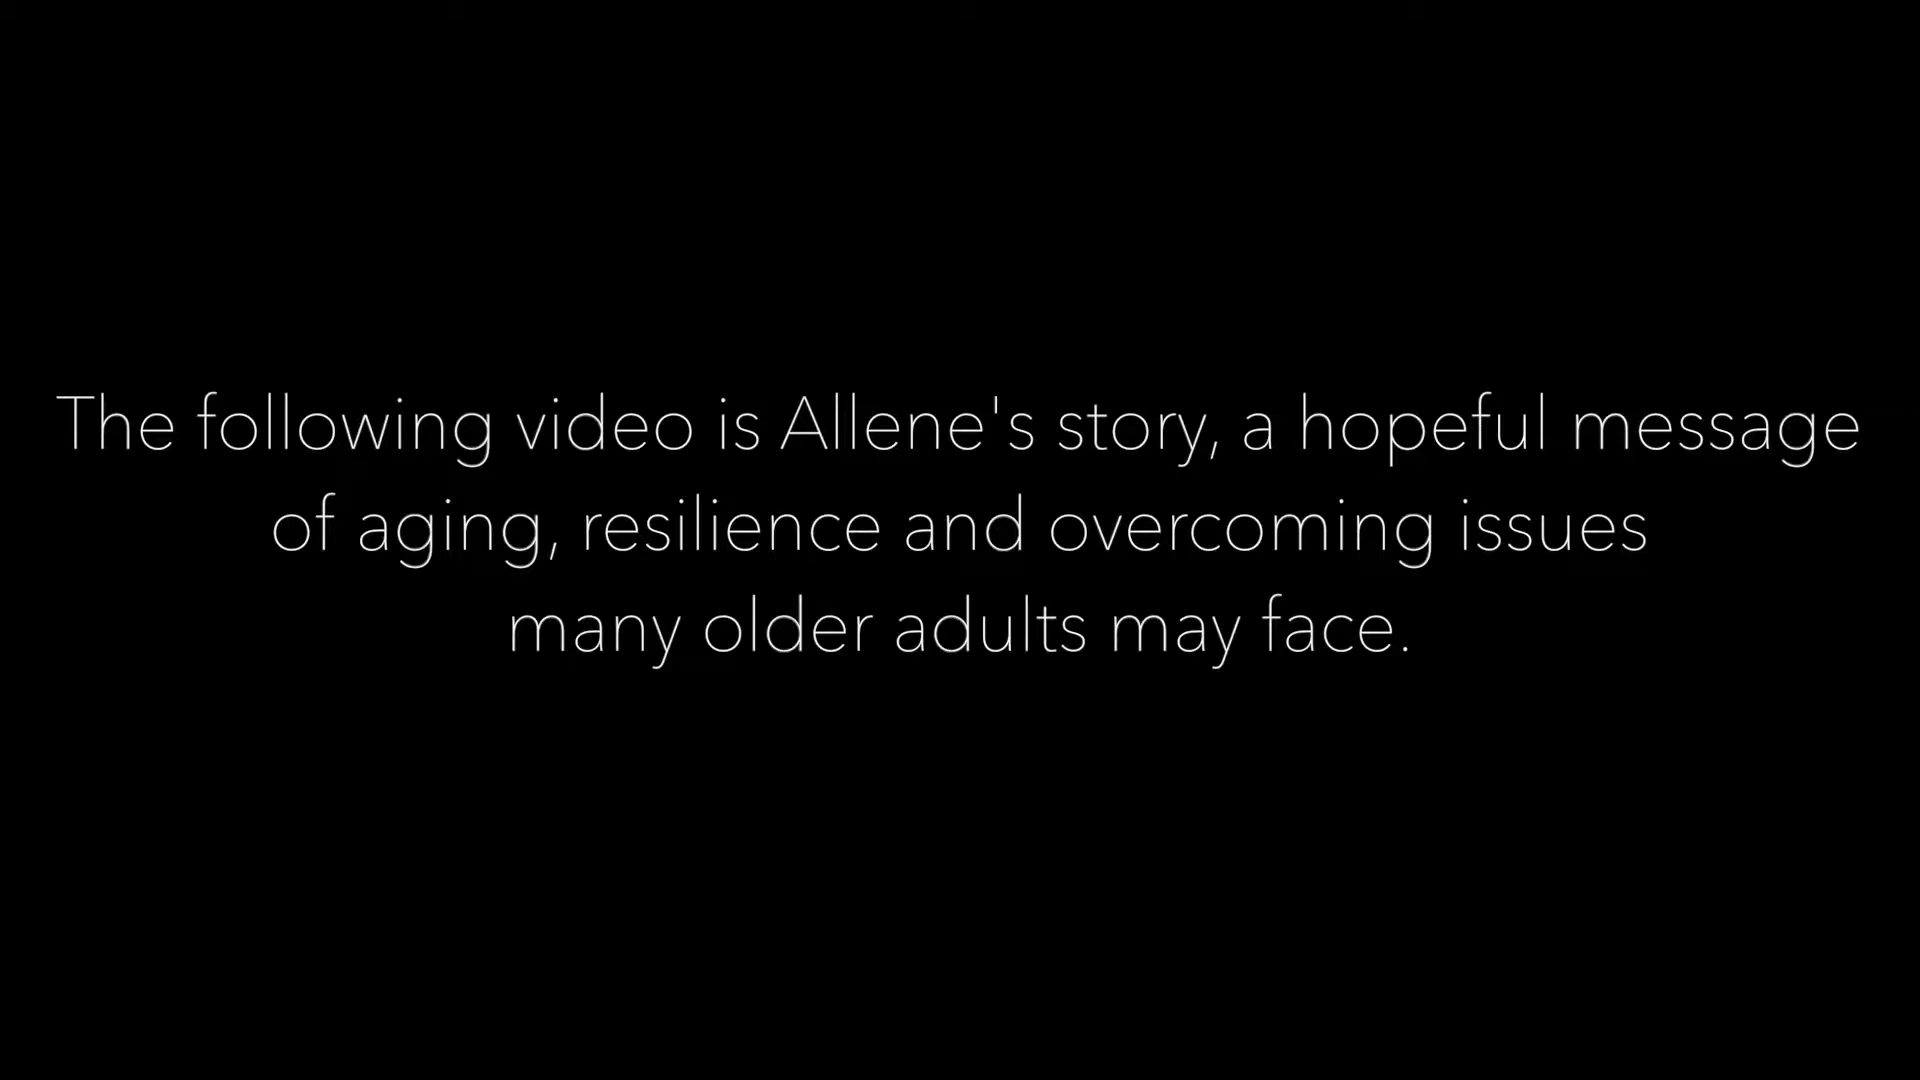 The following video is Allene's story, a hopeful message
of aging, resilience and overcoming issues
many older adults may face.